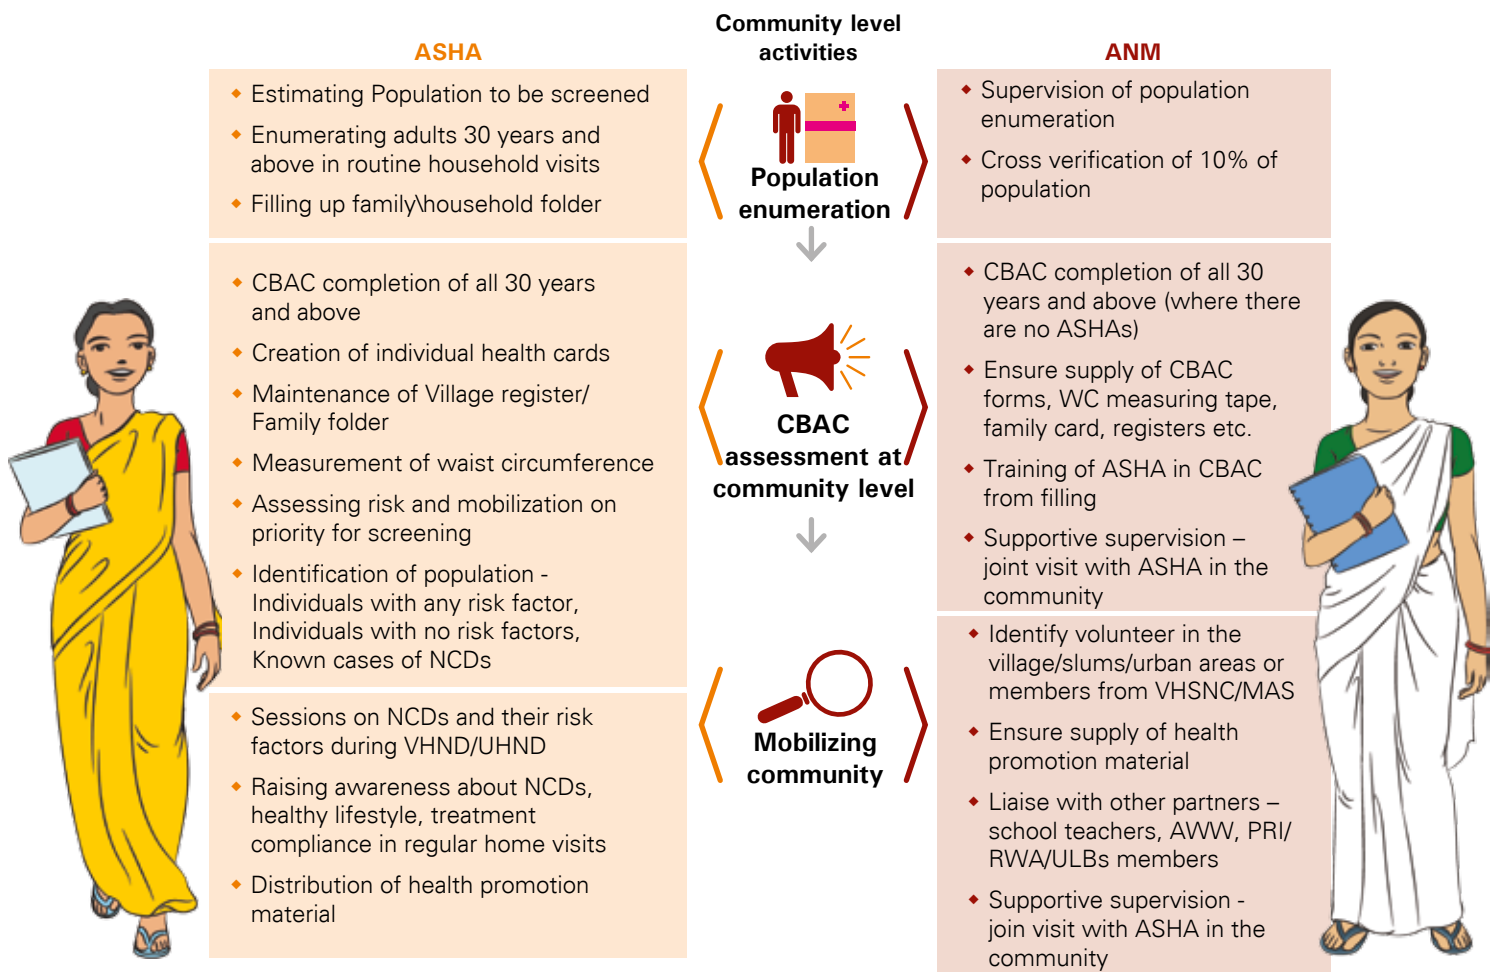 Community level
activities
ASHA
ANM
◆ Estimating Population to be screened
◆ Enumerating adults 30 years and
above in routine household visits
◆ Filling up family\household folder
Population
enumeration
◆ Supervision of population
enumeration
◆ Cross verification of 10% of
population
◆ CBAC completion of all 30 years
and above
◆ Creation of individual health cards
◆ Maintenance of Village register/
Family folder
◆ Measurement of waist circumference
◆ Assessing risk and mobilization on
priority for screening
◆ Identification of population -
Individuals with any risk factor,
Individuals with no risk factors,
Known cases of NCDs
CBAC
assessment at
community level
◆ CBAC completion of all 30
years and above (where there
are no ASHAs)
◆ Ensure supply of CBAC
forms, WC measuring tape,
family card, registers etc.
◆ Training of ASHA in CBAC
from filling
◆ Supportive supervision –
joint visit with ASHA in the
community
◆ Sessions on NCDs and their risk
factors during VHND/UHND
◆ Raising awareness about NCDs,
healthy lifestyle, treatment
compliance in regular home visits
◆ Distribution of health promotion
material
Mobilizing
community
◆ Identify volunteer in the
village/slums/urban areas or
members from VHSNC/MAS
◆ Ensure supply of health
promotion material
◆ Liaise with other partners –
school teachers, AWW, PRI/
RWA/ULBs members
◆ Supportive supervision -
join visit with ASHA in the
community